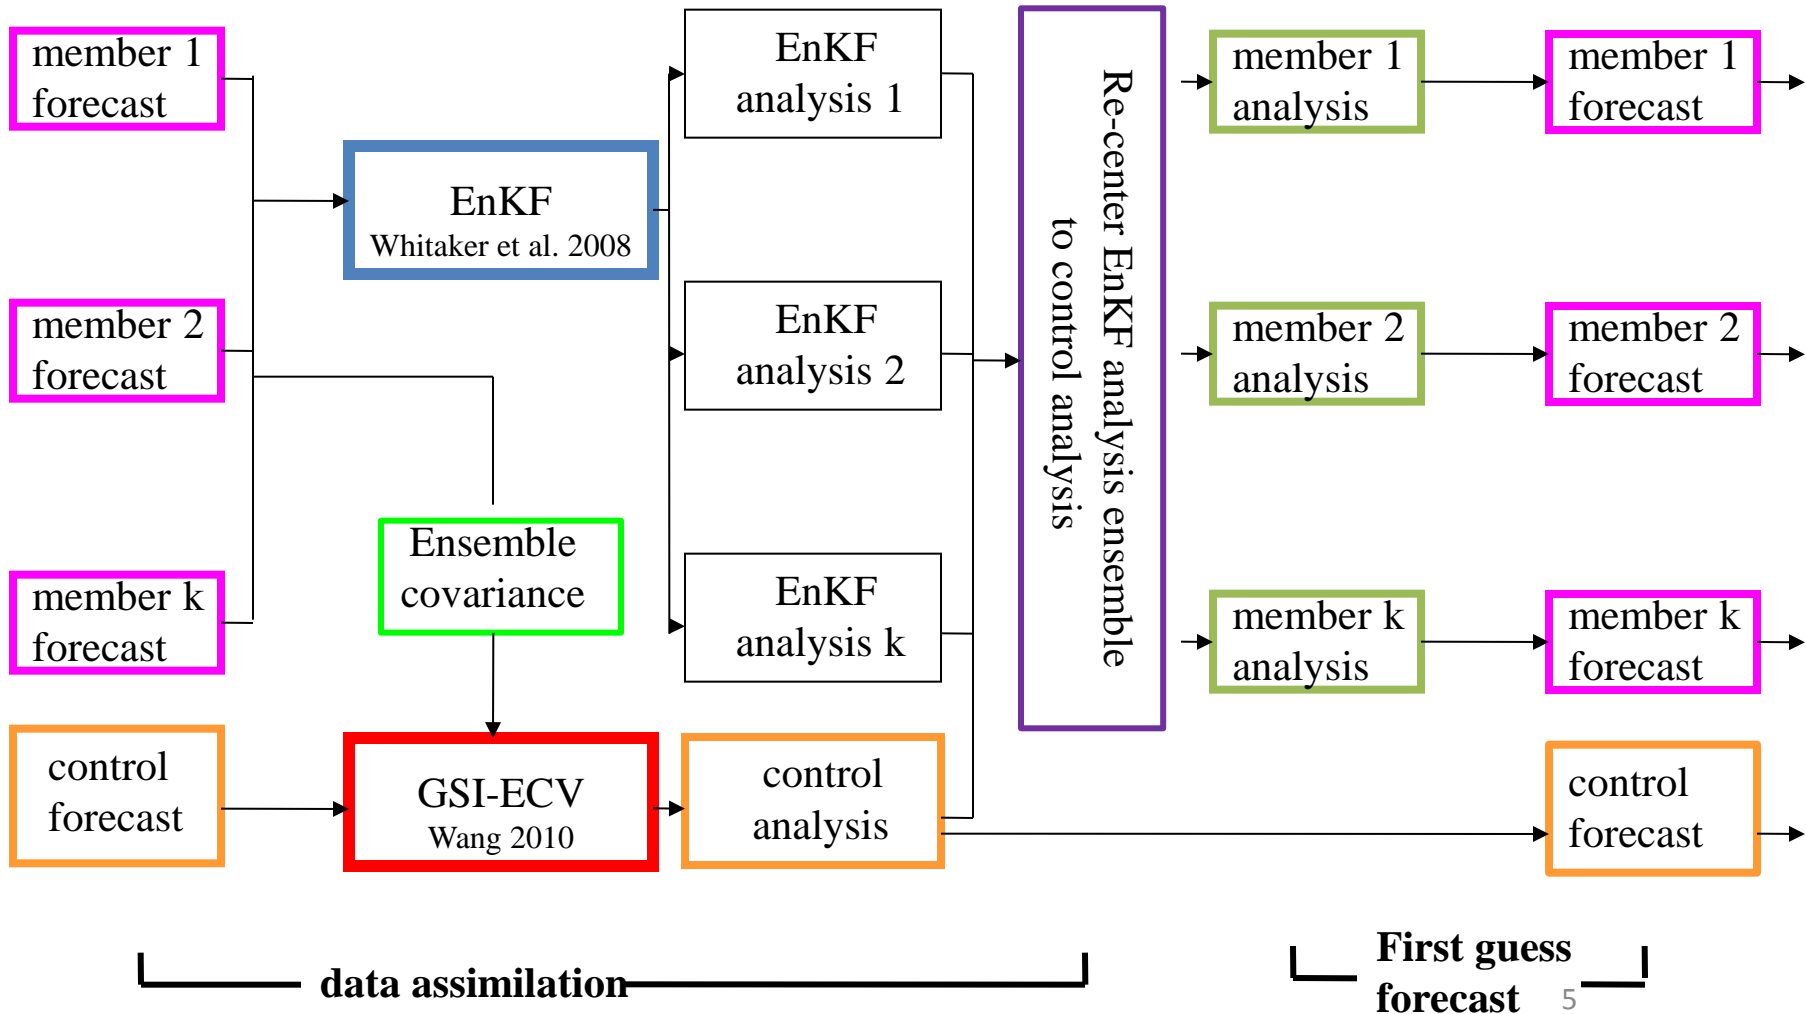 member 1
forecast
member 2
forecast
member k
forecast
control
forecast
EnKF
Whitaker et al. 2008
Ensemble
covariance
GSI-ECV
Wang 2010
EnKF
analysis 1
EnKF
analysis 2
EnKF
analysis k
control
analysis
Re-center EnKF analysis ensemble
to control analysis
member 1
analysis
member 2
analysis
member k
analysis
member 1
forecast
member 2
forecast
member k
forecast
control
forecast
data assimilation
First guess
forecast
5